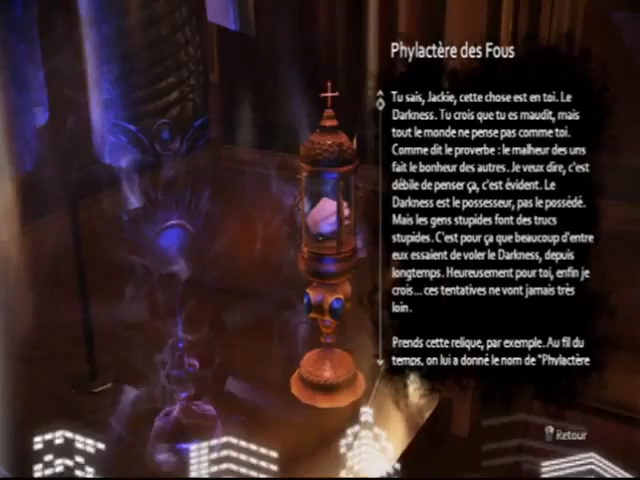 Phylactère des Fous
Tu sais, Jackie, cette chose est en toi. Le
Darkness. Tu crois que tu es maudit, mais
tout le monde ne pense pas comme toi.
Comme dit le proverbe : le malheur des uns
fait le bonheur des autres. Je veux dire, c'est
débile de penser ça, c'est évident. Le
Darkness est le possesseur, pas le possédé.
Mais les gens stupides font des trucs
stupides. C'est pour ça que beaucoup d'entre
eux essaient de voler le Darkness, depuis
longtemps. Heureusement pour toi, enfin je
crois... ces tentatives ne vont jamais très
loin.
Prends cette relique, par exemple. Au fil du
temps, on lui a donné le nom de "Phylactère
Retour